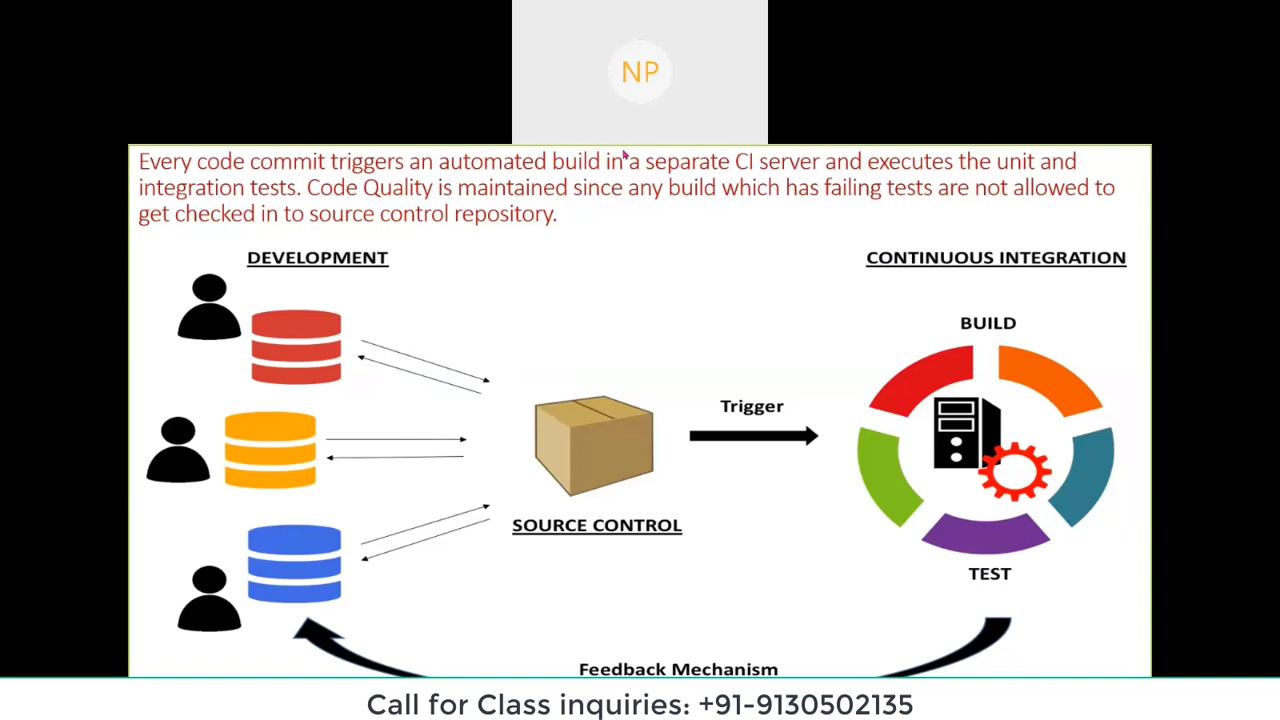 NP
Every code commit triggers an automated build in a separate CI server and executes the unit and
integration tests. Code Quality is maintained since any build which has failing tests are not allowed to
get checked in to source control repository.
DEVELOPMENT
CONTINUOUS INTEGRATION
BUILD
Trigger
SOURCE CONTROL
TEST
Feedback Mechanism
Call for Class inquiries: +91-9130502135